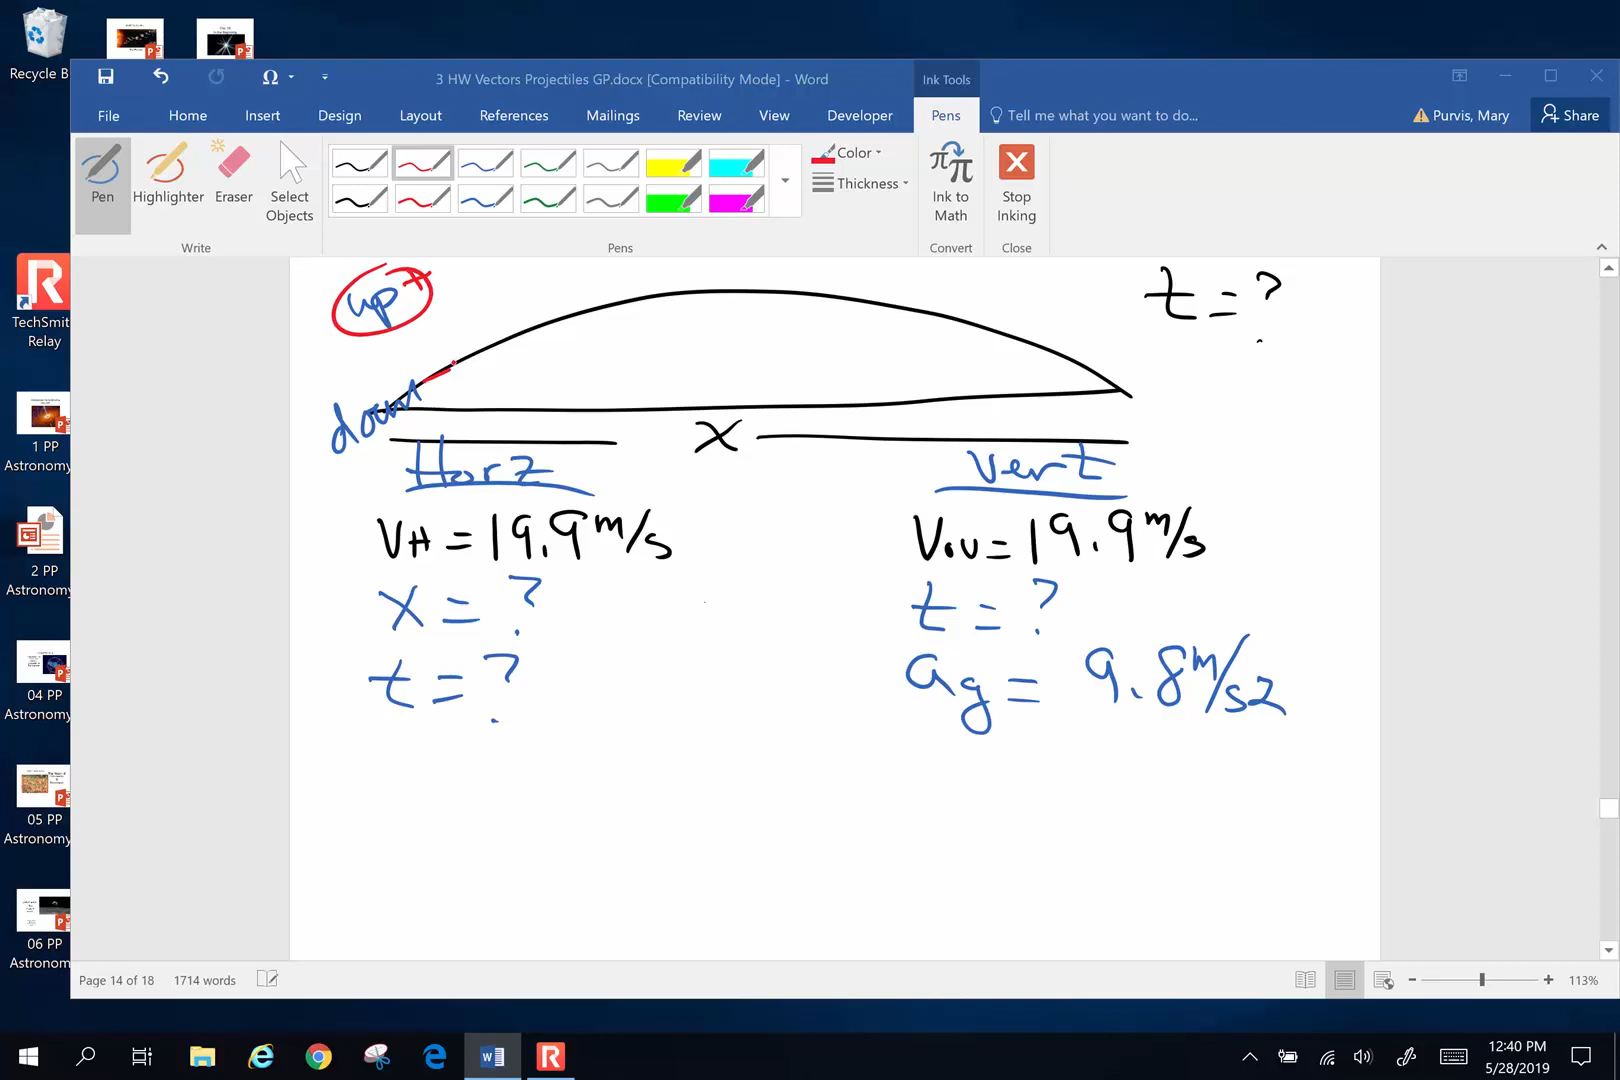 Recycle B
3 HW Vectors Projectiles GP.docx [Compatibility Mode] - Word
Ink Tools
File Home Insert Design Layout References Mailings Review View Developer Pens Tell me what you want to do... Purvis, Mary Share
Pen Highlighter Eraser Select Objects
Color
Thickness
Ink to Math
Stop Inking
Write Pens Convert Close
TechSmit
Relay
1 PP
Astronomy
2 PP
Astronomy
04 PP
Astronomy
05 PP
Astronomy
06 PP
Astronom
up +
t = ?
down
x
Horz Vert
VH = 19.9 m/s Vov = 19.9 m/s
x = ? t = ?
t = ? ag = 9.8 m/s2
Page 14 of 18 1714 words 113%
12:40 PM
5/28/2019